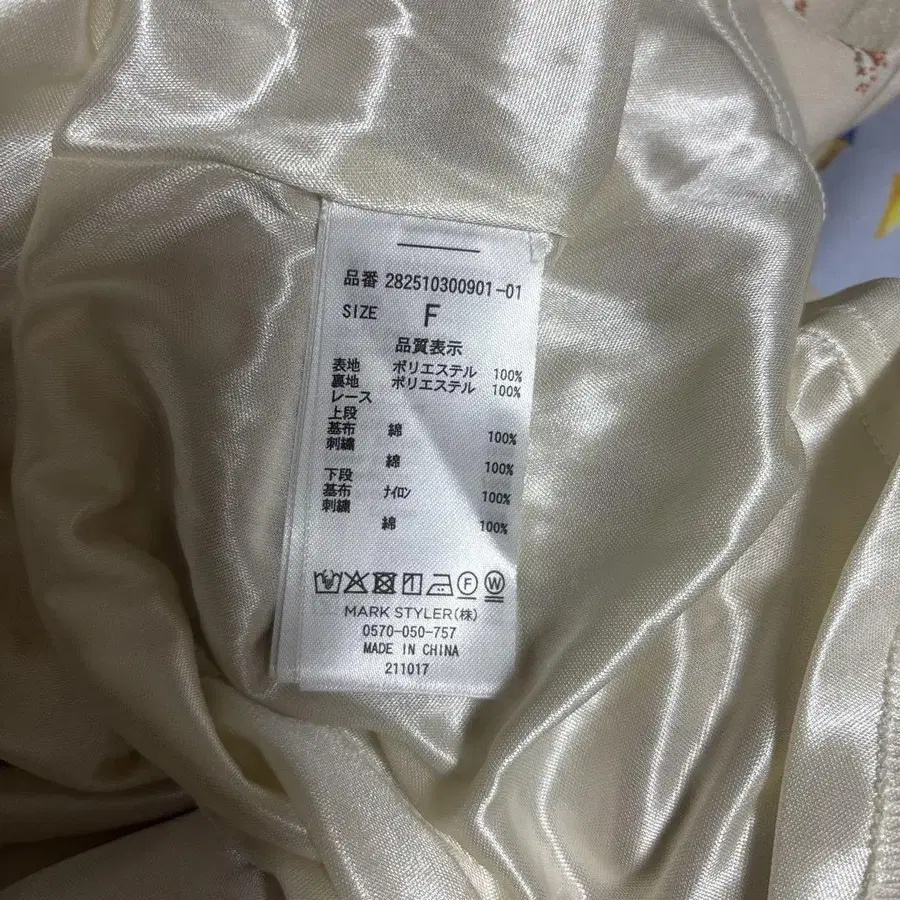 品番 282510300901-01
SIZE F
品質表示
表地 ポリエステル 100%
裏地 ポリエステル 100%
レース
上段
基布 綿 100%
刺繍
綿 100%
下段
基布 ナイロン 100%
刺繍
綿 100%
F W
MARK STYLER(株)
0570-050-757
MADE IN CHINA
211017